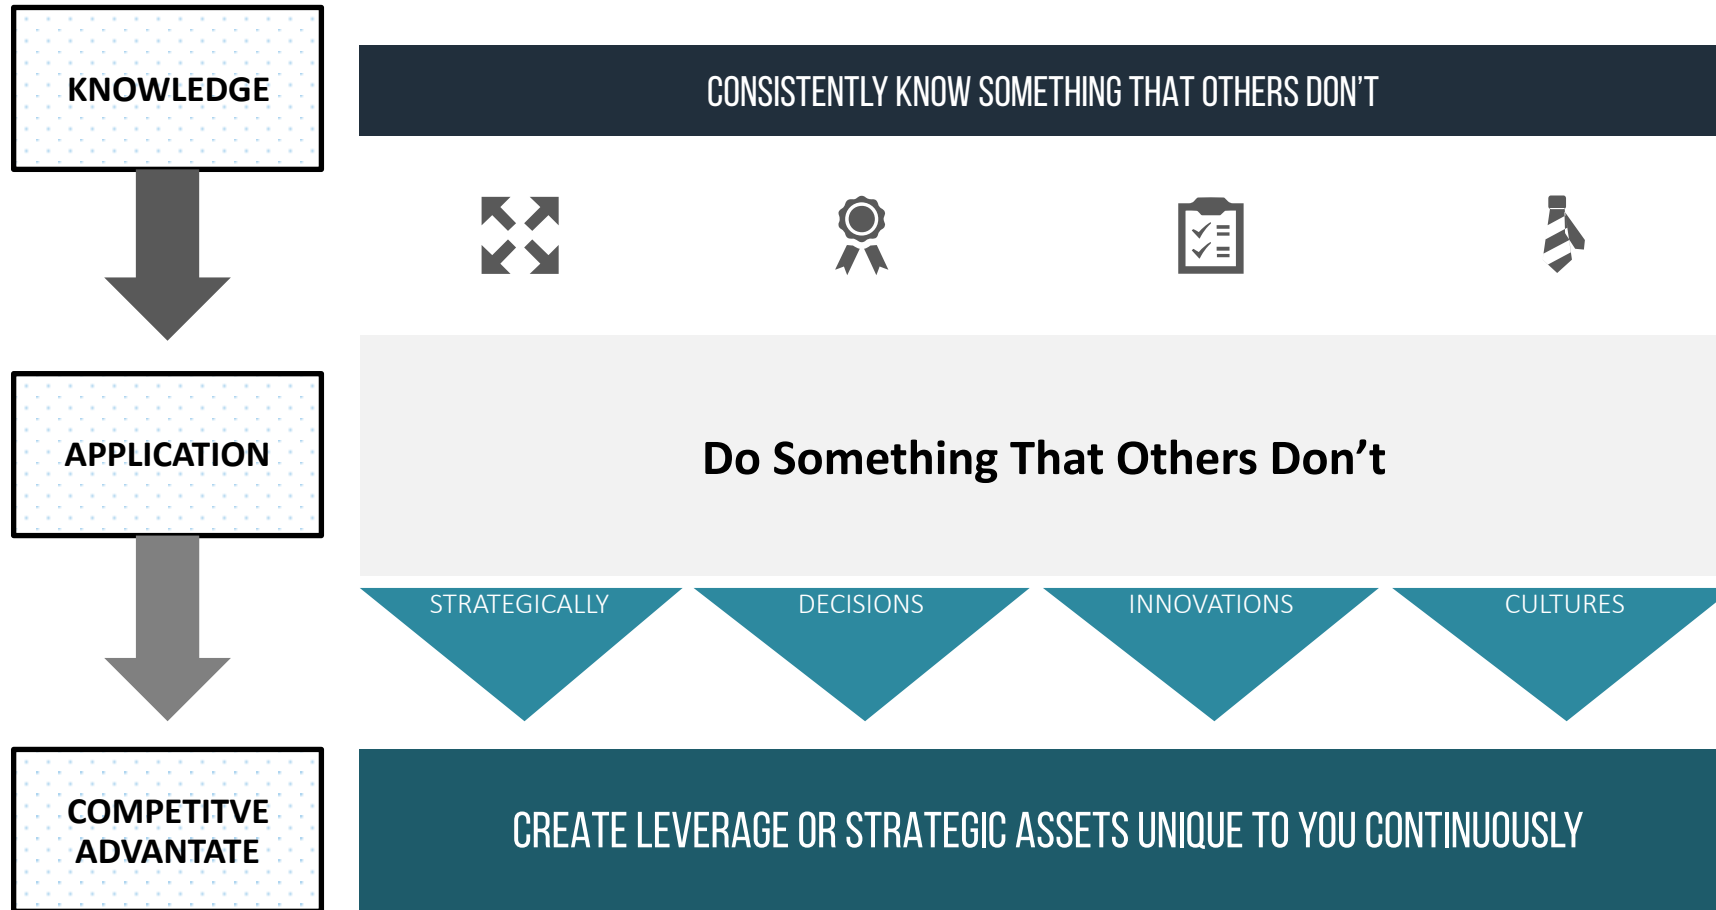 KNOWLEDGE
CONSISTENTLY KNOW SOMETHING THAT OTHERS DON'T
APPLICATION
Do Something That Others Don't
STRATEGICALLY
DECISIONS
INNOVATIONS
CULTURES
COMPETITVE
ADVANTATE
CREATE LEVERAGE OR STRATEGIC ASSETS UNIQUE TO YOU CONTINUOUSLY